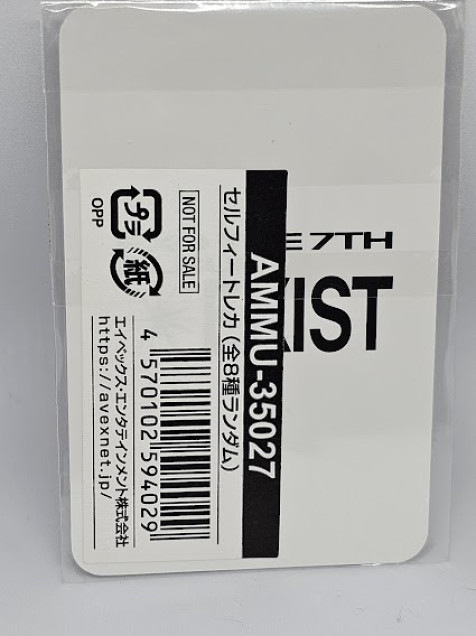 E 7TH
XIST
AMMU-35027
セルフィートレカ(全8種ランダム)
NOT FOR SALE
プラ
紙
OPP
4 570102 594029
エイベックス・エンタテインメント株式会社
https://avexnet.jp/